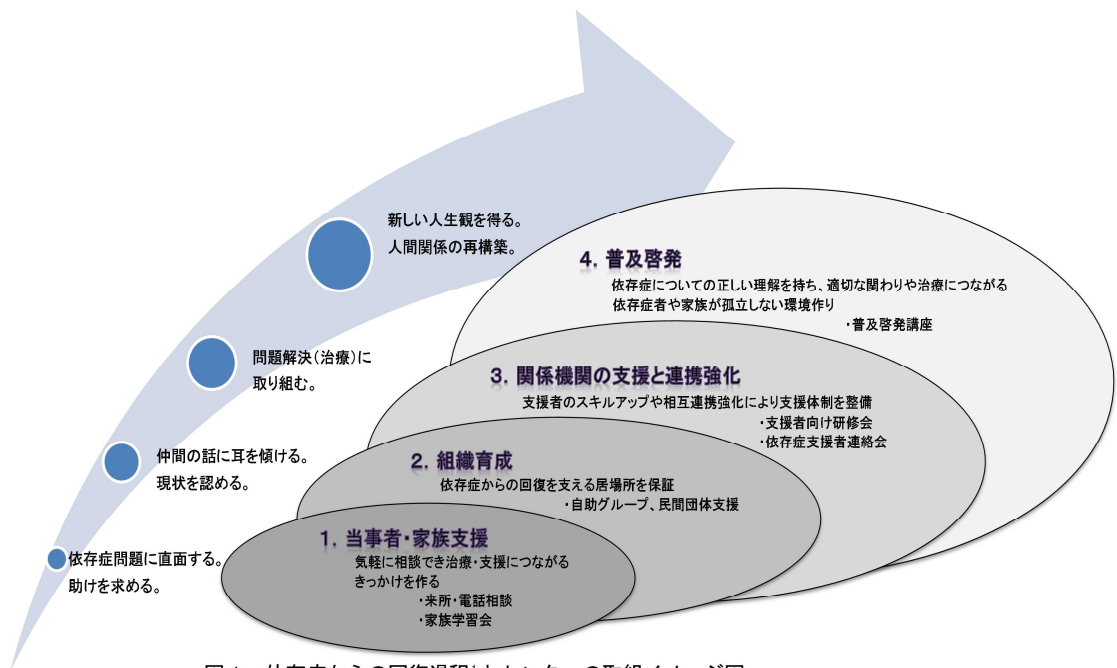 新しい人生観を得る。
人間関係の再構築。
問題解決(治療)に
取り組む。
仲間の話に耳を傾ける。
現状を認める。
依存症問題に直面する。
助けを求める。
4. 普及啓発
依存症についての正しい理解を持ち、適切な関わりや治療につながる
依存症者や家族が孤立しない環境作り
・普及啓発講座
3. 関係機関の支援と連携強化
支援者のスキルアップや相互連携強化により支援体制を整備
・支援者向け研修会
・依存症支援者連絡会
2. 組織育成
依存症からの回復を支える居場所を保証
・自助グループ、民間団体支援
1. 当事者・家族支援
気軽に相談でき治療・支援につながる
きっかけを作る
・来所・電話相談
・家族学習会